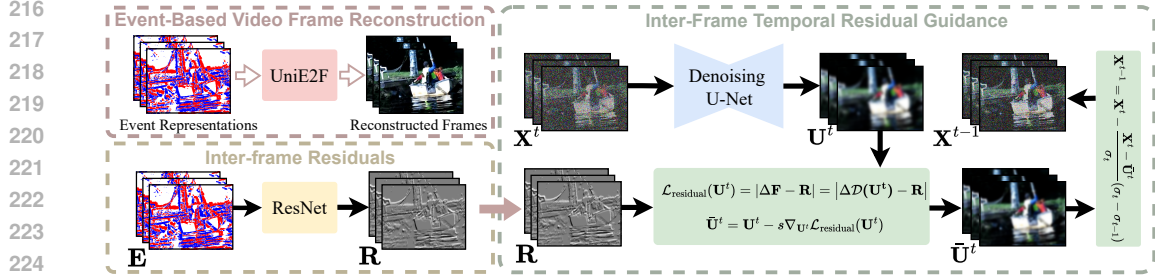 216
217
218
219
220
221
222
223
224
Event-Based Video Frame Reconstruction
UniE2F
Event Representations
Reconstructed Frames
Inter-frame Residuals
ResNet
E
R
Inter-Frame Temporal Residual Guidance
Denoising
U-Net
X^t
U^t
X^{t-1}
R
ℒ_residual(U^t) = |ΔF − R| = |Δ𝒟(U^t) − R|
Ū^t = U^t − s∇_{U^t}ℒ_residual(U^t)
Ū^t
X^{t-1} = X^t − \frac{X^t − Ū^t}{σ_t}(σ_t − σ_{t-1})